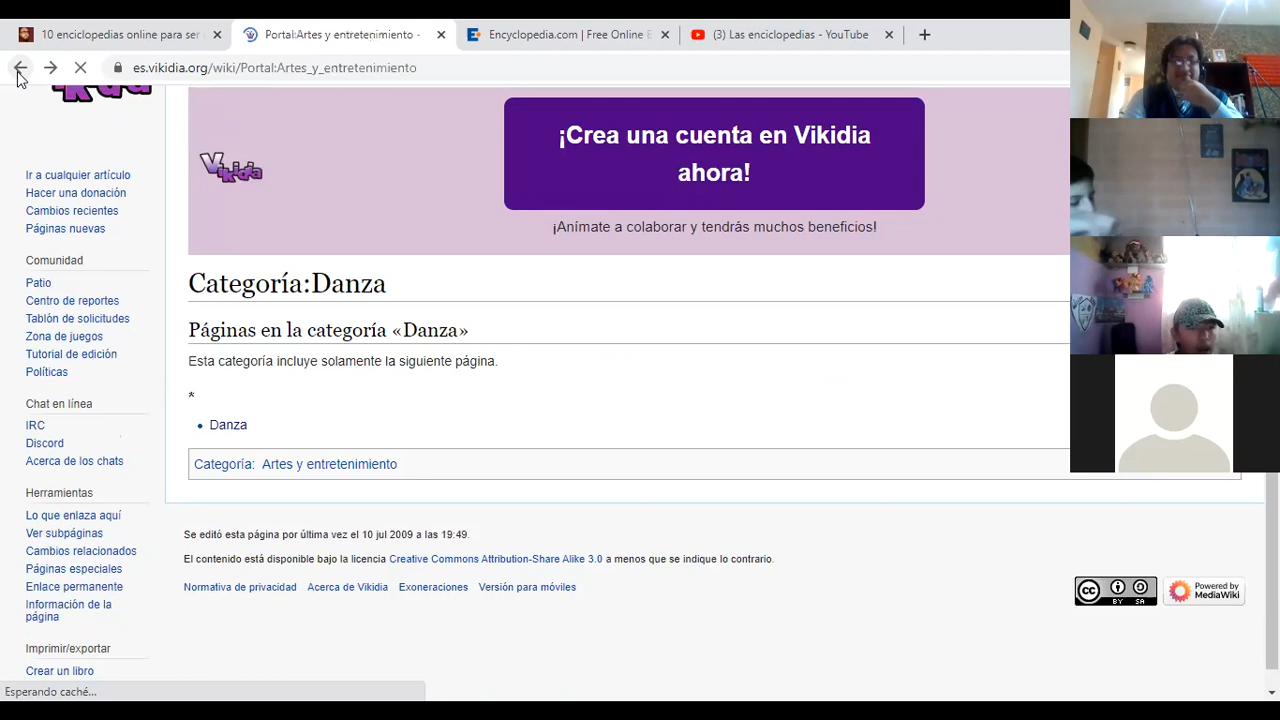 10 enciclopedias online para ser
Portal:Artes y entretenimiento -
Encyclopedia.com | Free Online E
(3) Las enciclopedias - YouTube
es.vikidia.org/wiki/Portal:Artes_y_entretenimiento
Ir a cualquier artículo
Hacer una donación
Cambios recientes
Páginas nuevas
Comunidad
Patio
Centro de reportes
Tablón de solicitudes
Zona de juegos
Tutorial de edición
Políticas
Chat en línea
IRC
Discord
Acerca de los chats
Herramientas
Lo que enlaza aquí
Ver subpáginas
Cambios relacionados
Páginas especiales
Enlace permanente
Información de la
página
Imprimir/exportar
Crear un libro
Esperando caché...
Vikidia
¡Crea una cuenta en Vikidia
ahora!
¡Anímate a colaborar y tendrás muchos beneficios!
Categoría:Danza
Páginas en la categoría «Danza»
Esta categoría incluye solamente la siguiente página.
*
• Danza
Categoría: Artes y entretenimiento
Se editó esta página por última vez el 10 jul 2009 a las 19:49.
El contenido está disponible bajo la licencia Creative Commons Attribution-Share Alike 3.0 a menos que se indique lo contrario.
Normativa de privacidad Acerca de Vikidia Exoneraciones Versión para móviles
CC BY SA
Powered by
MediaWiki